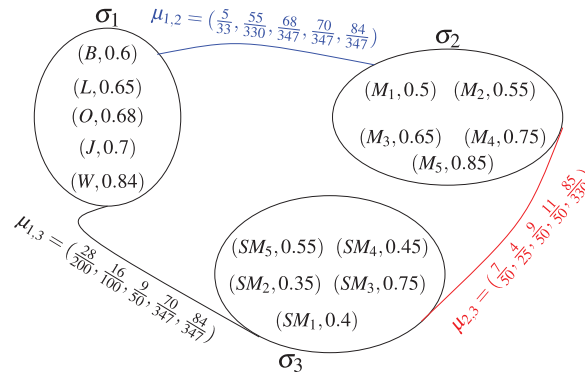 σ₁
(B, 0.6)
(L, 0.65)
(O, 0.68)
(J, 0.7)
(W, 0.84)
μ₁,₂ = (5/33, 55/330, 68/347, 70/347, 84/347)
σ₂
(M₁, 0.5) (M₂, 0.55)
(M₃, 0.65) (M₄, 0.75)
(M₅, 0.85)
μ₁,₃ = (28/200, 16/100, 9/50, 70/347, 84/347)
μ₂.₃ = (7/50, 4/25, 9/50, 11/50, 85/330)
(SM₅, 0.55) (SM₄, 0.45)
(SM₂, 0.35) (SM₃, 0.75)
(SM₁, 0.4)
σ₃